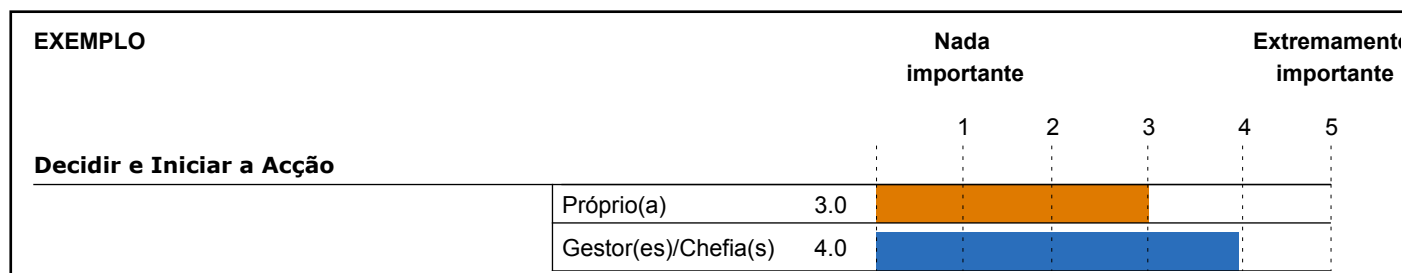 EXEMPLO
Nada
importante
Extremamente
importante
1 2 3 4 5
Decidir e Iniciar a Acção
Próprio(a) 3.0
Gestor(es)/Chefia(s) 4.0